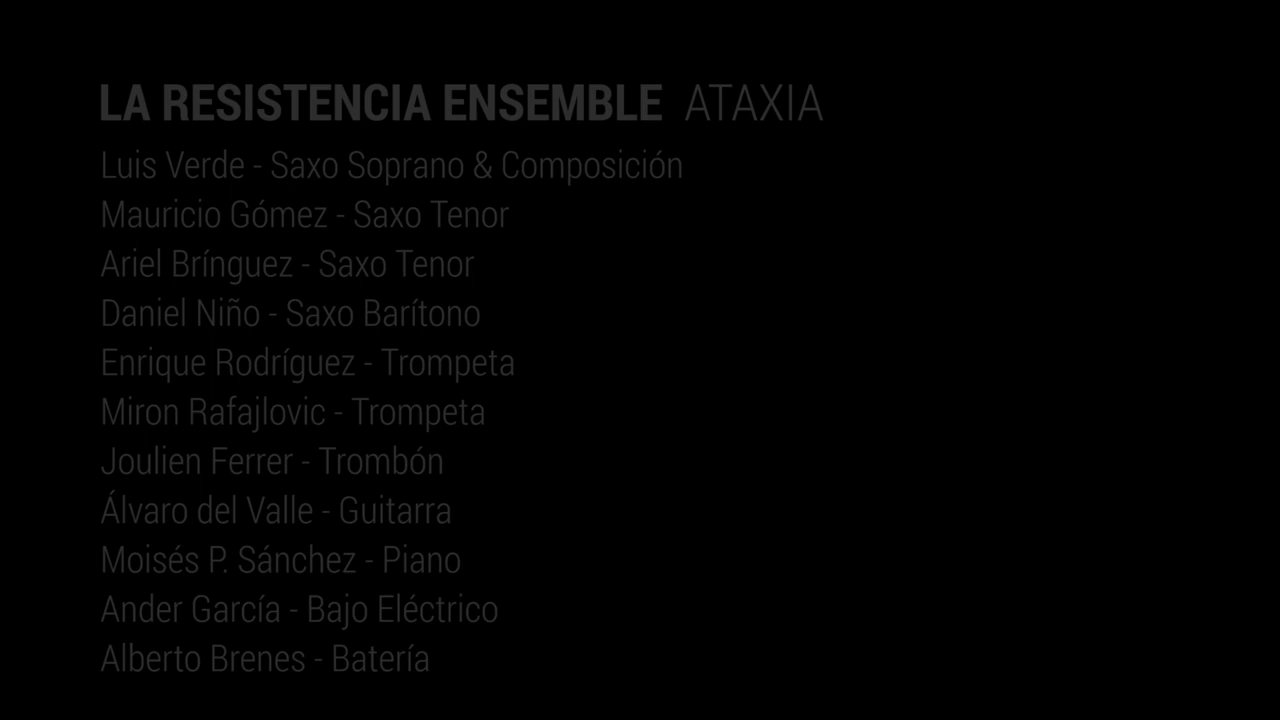 LA RESISTENCIA ENSEMBLE ATAXIA
Luis Verde - Saxo Soprano & Composición
Mauricio Gómez - Saxo Tenor
Ariel Brínguez - Saxo Tenor
Daniel Niño - Saxo Barítono
Enrique Rodríguez - Trompeta
Miron Rafajlovic - Trompeta
Joulien Ferrer - Trombón
Álvaro del Valle - Guitarra
Moisés P. Sánchez - Piano
Ander García - Bajo Eléctrico
Alberto Brenes - Batería